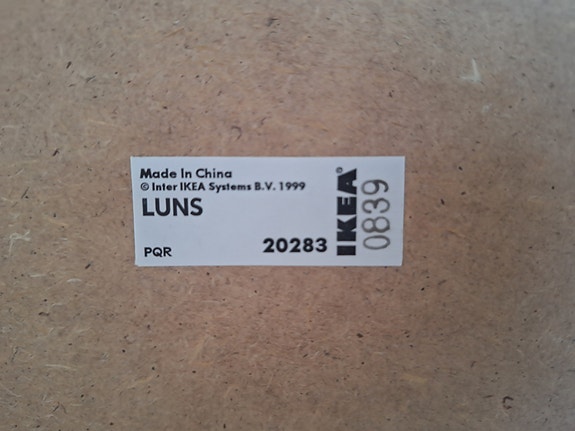 Made In China
© Inter IKEA Systems B.V. 1999
LUNS
PQR
20283
IKEA®
0839